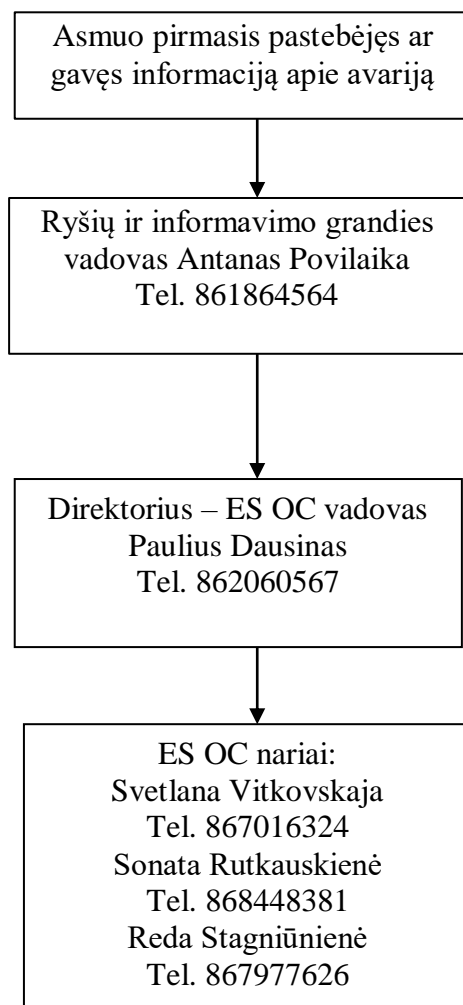 Asmuo pirmasis pastebėjęs ar
gavęs informaciją apie avariją
Ryšių ir informavimo grandies
vadovas Antanas Povilaika
Tel. 861864564
Direktorius – ES OC vadovas
Paulius Dausinas
Tel. 862060567
ES OC nariai:
Svetlana Vitkovskaja
Tel. 867016324
Sonata Rutkauskienė
Tel. 868448381
Reda Stagniūnienė
Tel. 867977626